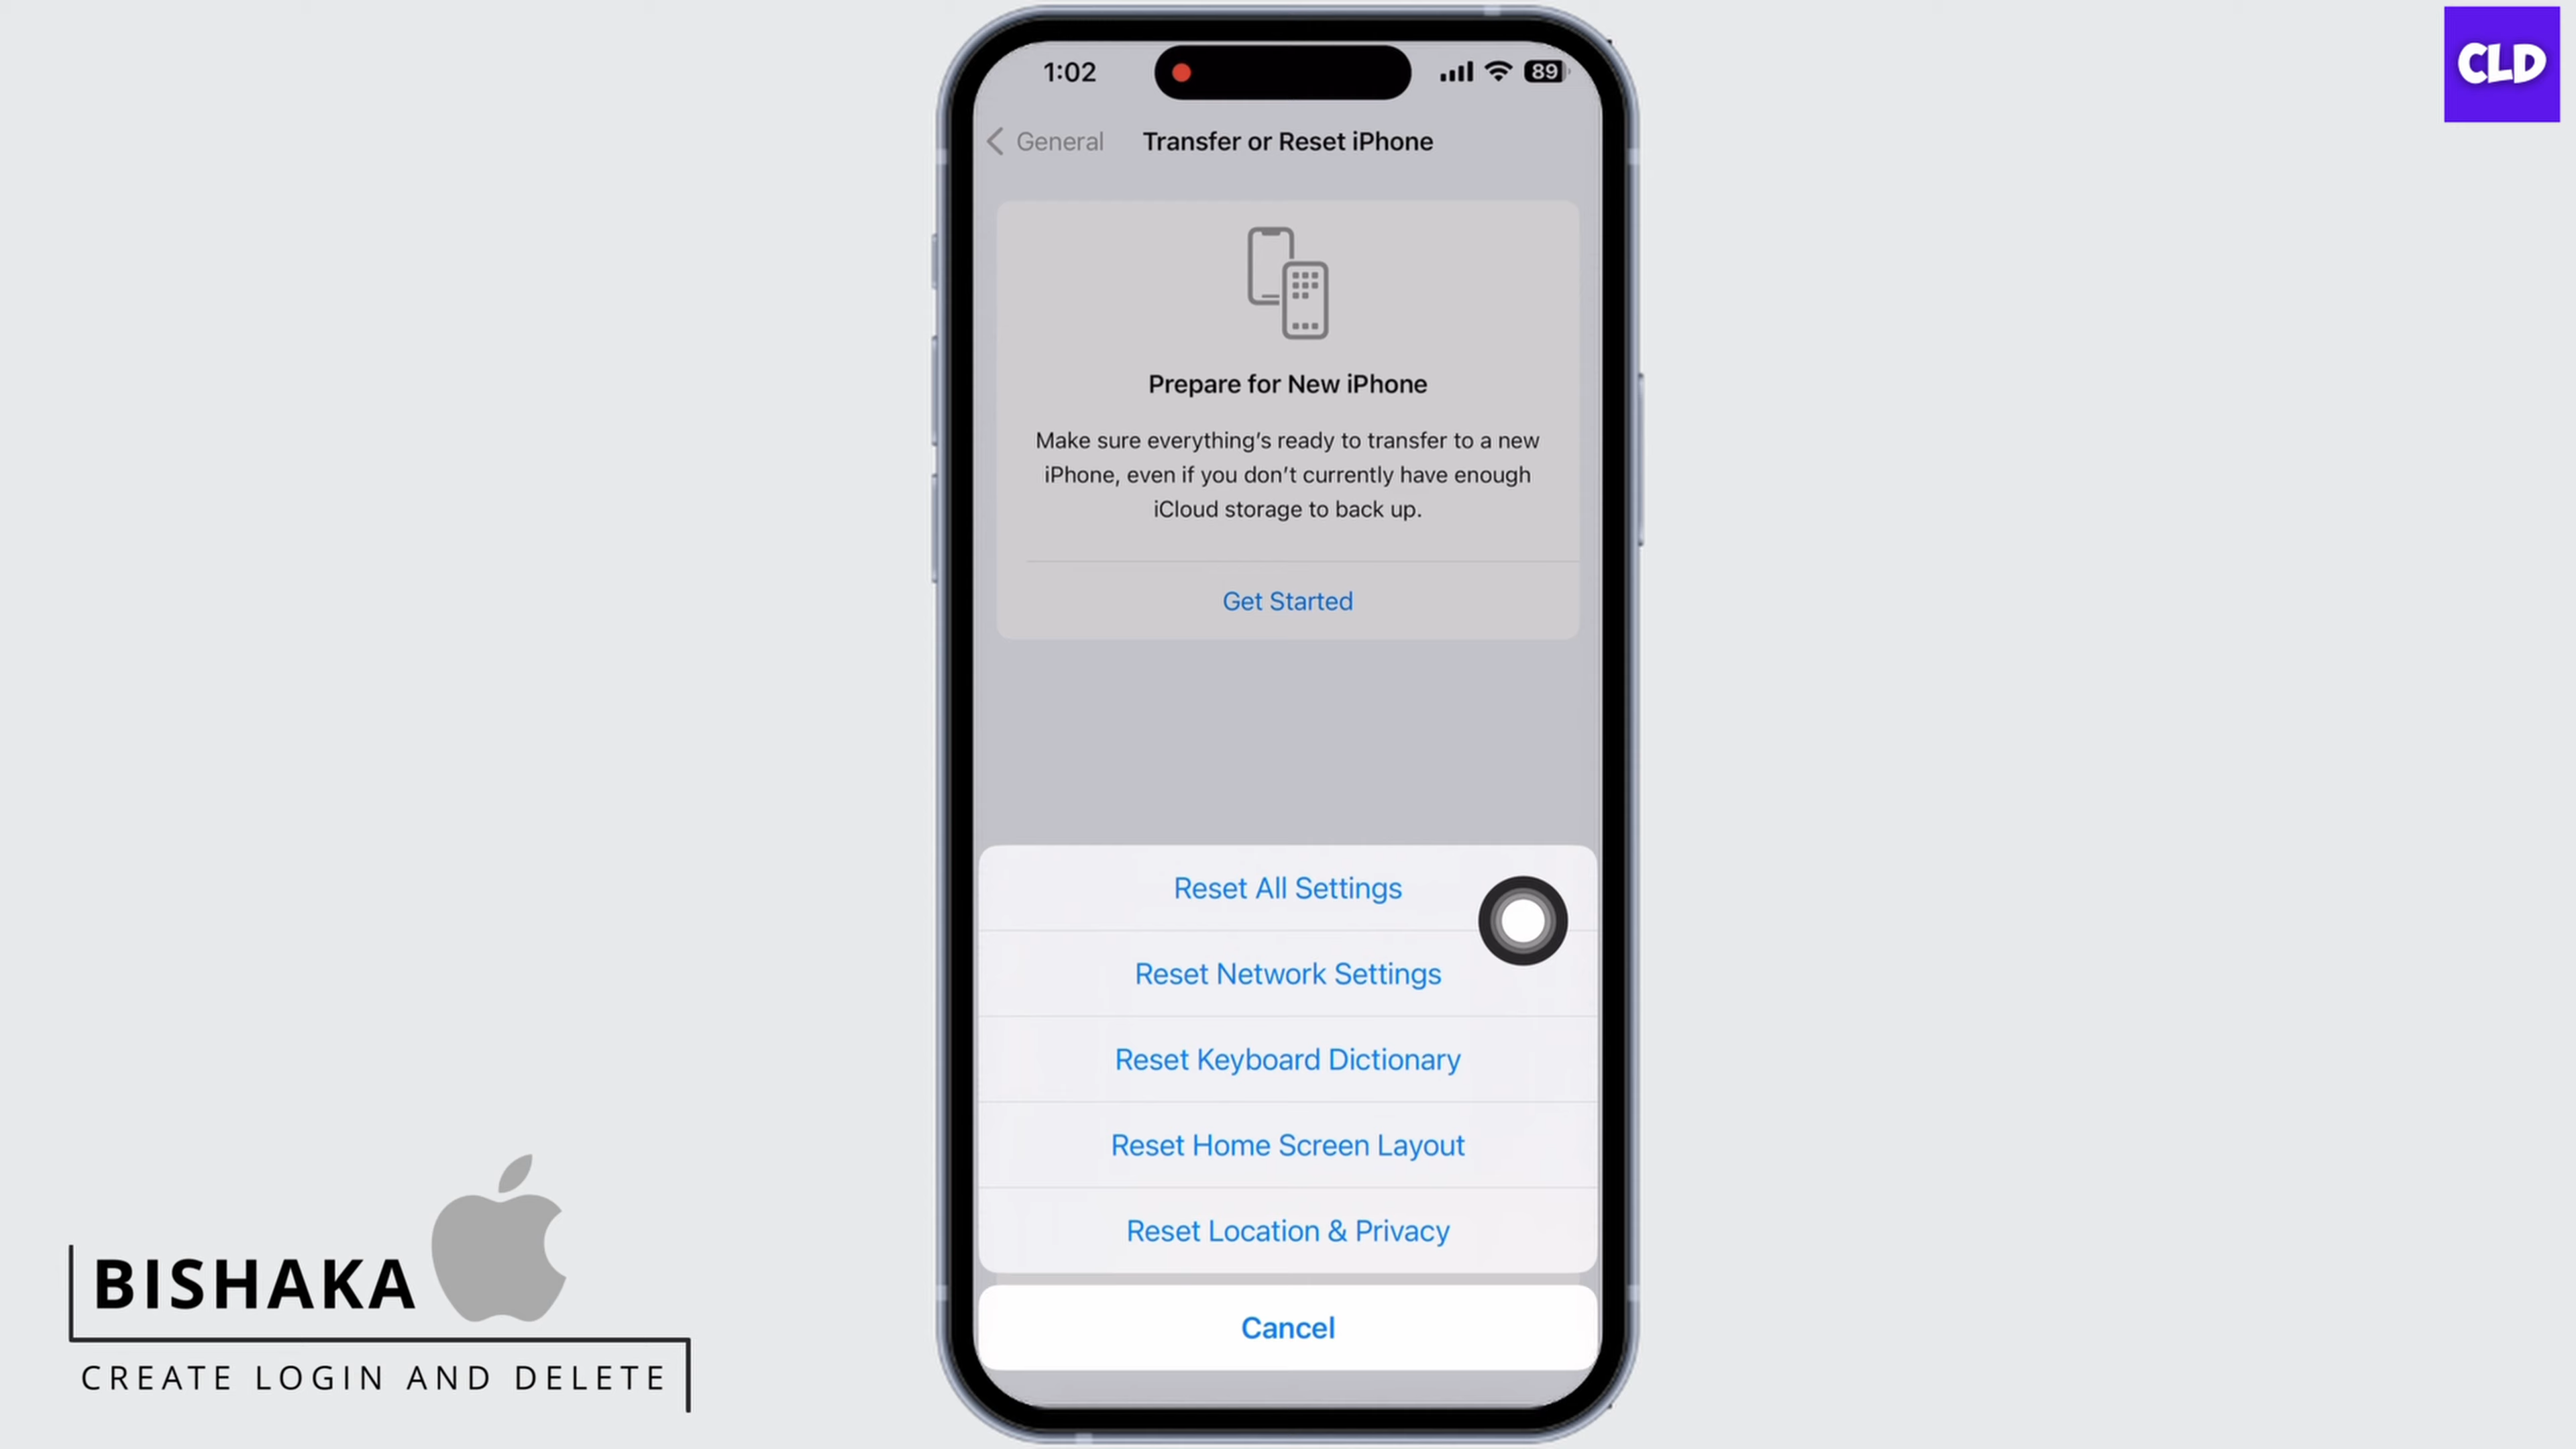 1:02
89
CLD
General
Transfer or Reset iPhone
Prepare for New iPhone
Make sure everything's ready to transfer to a new
iPhone, even if you don't currently have enough
iCloud storage to back up.
Get Started
Reset All Settings
Reset Network Settings
Reset Keyboard Dictionary
Reset Home Screen Layout
Reset Location & Privacy
Cancel
BISHAKA
CREATE LOGIN AND DELETE